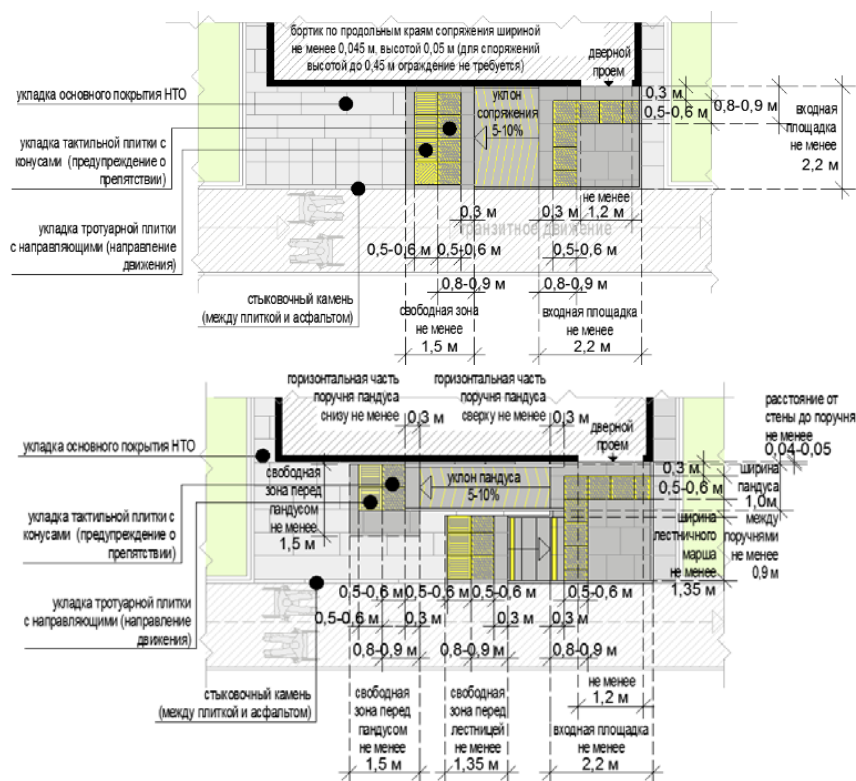 бортик по продольным краям сопряжения шириной
не менее 0,045 м, высотой 0,05 м (для спряжений
высотой до 0,45 м ограждение не требуется)
дверной
проем
укладка основного покрытия НТО
уклон
сопряжения
5-10%
0,3 м.
0,5-0,6 м
0,8-0,9 м
входная
площадка
не менее
2,2 м
укладка тактильной плитки с
конусами (предупреждение о
препятствии)
укладка тротуарной плитки
с направляющими (направление
движения)
не менее
0,3 м
0,3 м
1,2 м
транзитное движение
0,5-0,6 м
0,5-0,6 м
0,5-0,6 м
0,8-0,9 м
0,8-0,9 м
стыковочный камень
(между плиткой и асфальтом)
свободная зона
не менее
1,5 м
входная площадка
не менее
2,2 м
горизонтальная часть
поручня пандуса
снизу не менее
0,3 м
горизонтальная часть
поручня пандуса
сверху не менее
0,3 м
дверной
проем
расстояние от
стены до поручня
не менее
0,04-0,05
укладка основного покрытия НТО
свободная
зона перед
пандусом
не менее
1,5 м
уклон пандуса
5-10%
0,3 м
0,5-0,6 м
ширина
пандуса
1,0м
между
поручнями
не менее
0,9 м
ширина
лестничного
марша
не менее
1,35 м
укладка тактильной плитки с
конусами (предупреждение о
препятствии)
укладка тротуарной плитки
с направляющими (направление
движения)
0,5-0,6 м
0,5-0,6 м
0,5-0,6 м
0,5-0,6 м
0,5-0,6 м
0,3 м
0,3 м
0,3 м
0,8-0,9 м
0,8-0,9 м
0,8-0,9 м
не менее
1,2 м
стыковочный камень
(между плиткой и асфальтом)
свободная
зона перед
пандусом
не менее
1,5 м
свободная
зона перед
лестницей
не менее
1,35 м
входная площадка
не менее
2,2 м